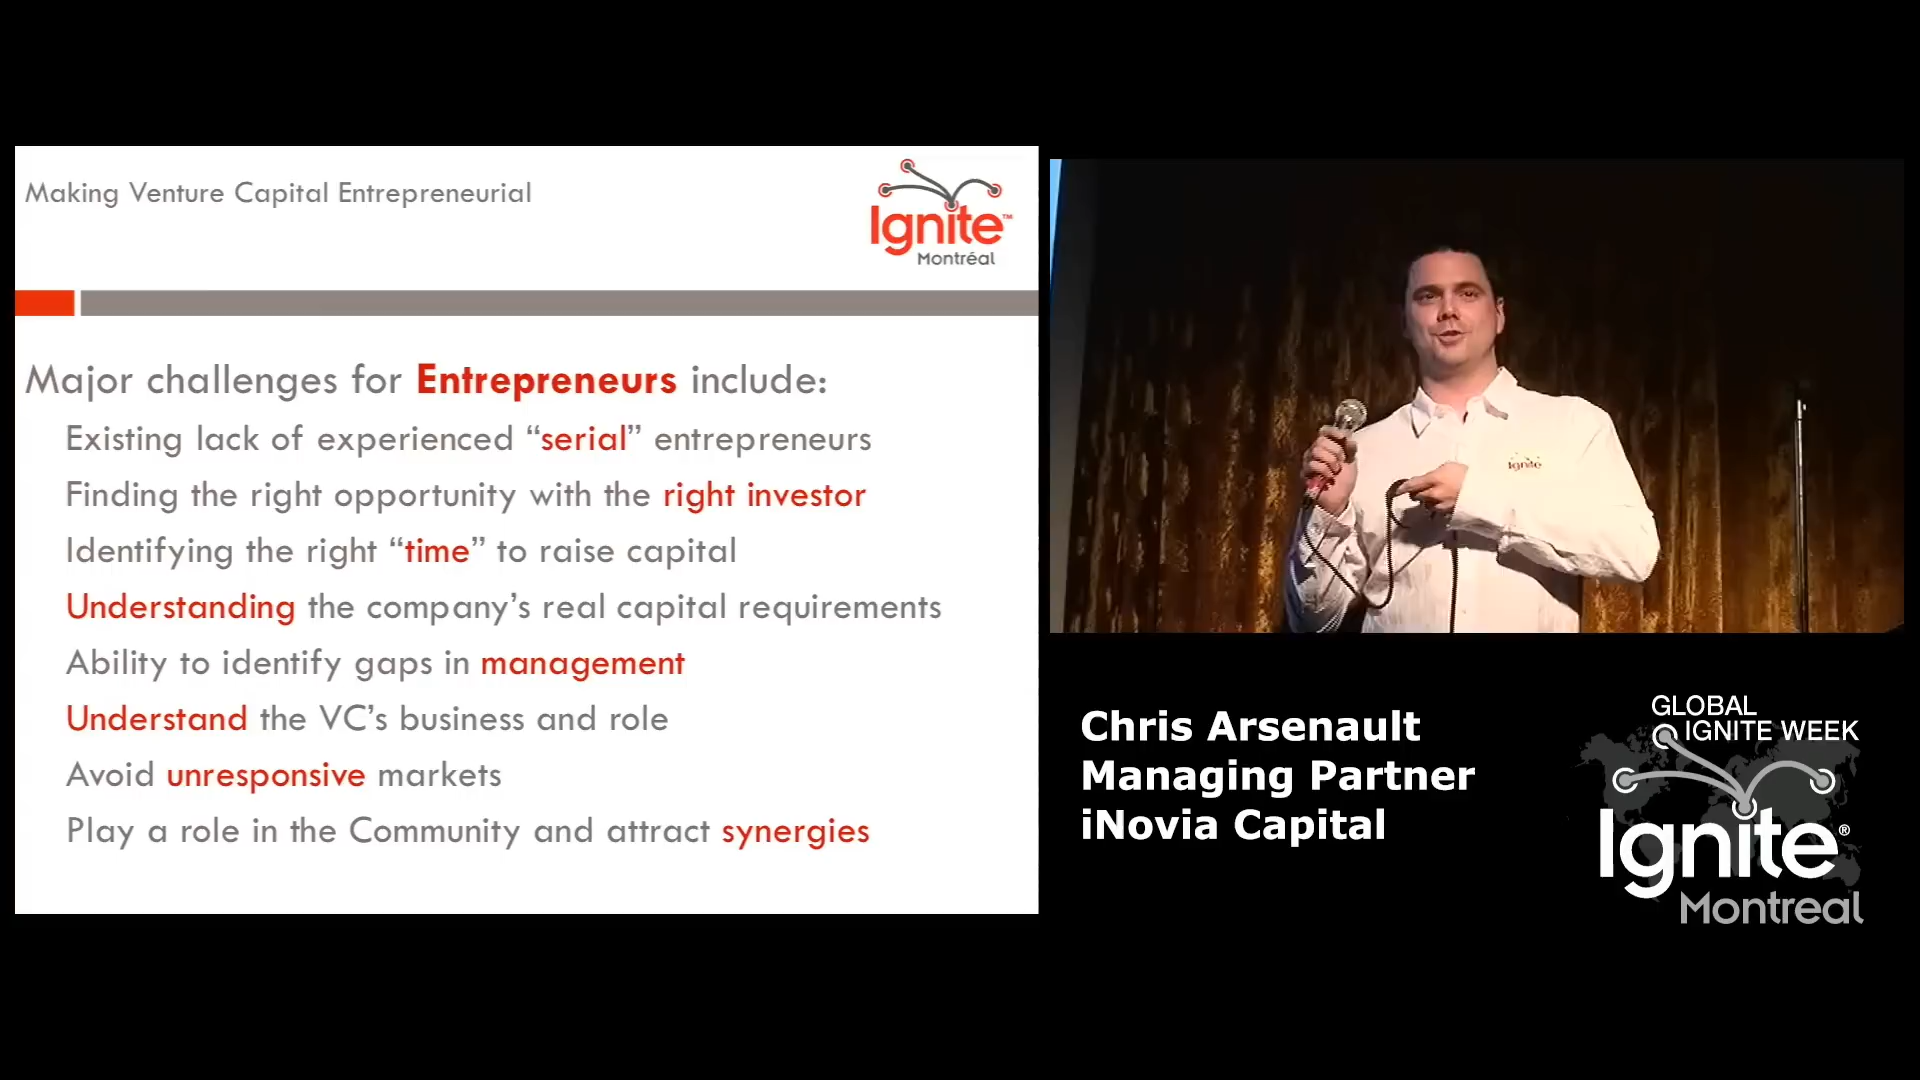 Making Venture Capital Entrepreneurial
Ignite™
Montréal
Major challenges for Entrepreneurs include:
Existing lack of experienced “serial” entrepreneurs
Finding the right opportunity with the right investor
Identifying the right “time” to raise capital
Understanding the company’s real capital requirements
Ability to identify gaps in management
Understand the VC’s business and role
Avoid unresponsive markets
Play a role in the Community and attract synergies
Ignite
Chris Arsenault
Managing Partner
iNovia Capital
GLOBAL
IGNITE WEEK
Ignite®
Montreal